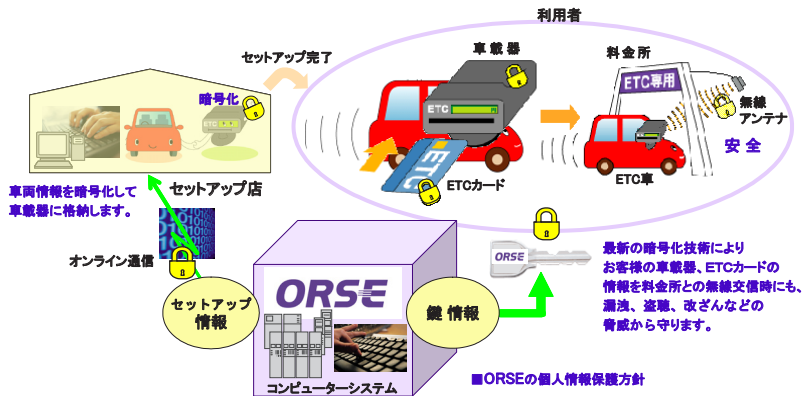 利用者
セットアップ完了
車載器
料金所
ETC専用
暗号化
ETC
ETC
無線
アンテナ
安全
ETC
ETCカード
ETC車
車両情報を暗号化して
車載器に格納します。
セットアップ店
オンライン通信
セットアップ
情報
ORSE
鍵情報
コンピューターシステム
ORSE
最新の暗号化技術により
お客様の車載器、ETCカードの
情報を料金所との無線交信時にも、
漏洩、盗聴、改ざんなどの
脅威から守ります。
■ORSEの個人情報保護方針